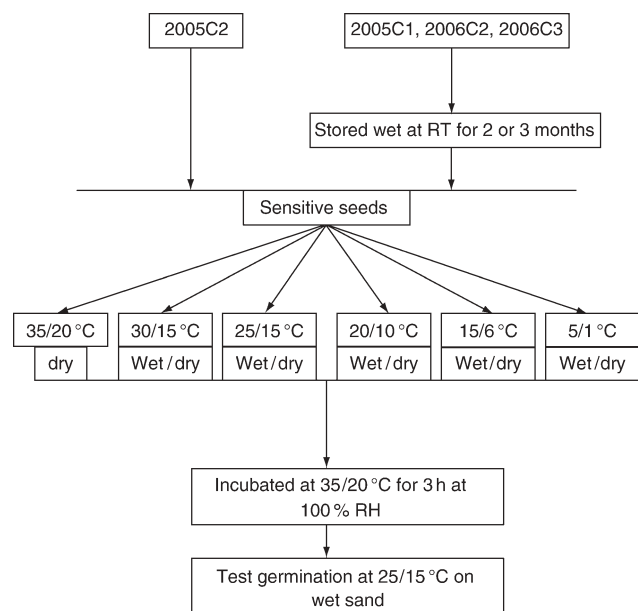 2005C2
2005C1, 2006C2, 2006C3
Stored wet at RT for 2 or 3 months
Sensitive seeds
35/20 °C
30/15 °C
25/15 °C
20/10 °C
15/6 °C
5/1 °C
dry
Wet/dry
Wet/dry
Wet/dry
Wet/dry
Wet/dry
Incubated at 35/20 °C for 3 h at
100 % RH
Test germination at 25/15 °C on
wet sand